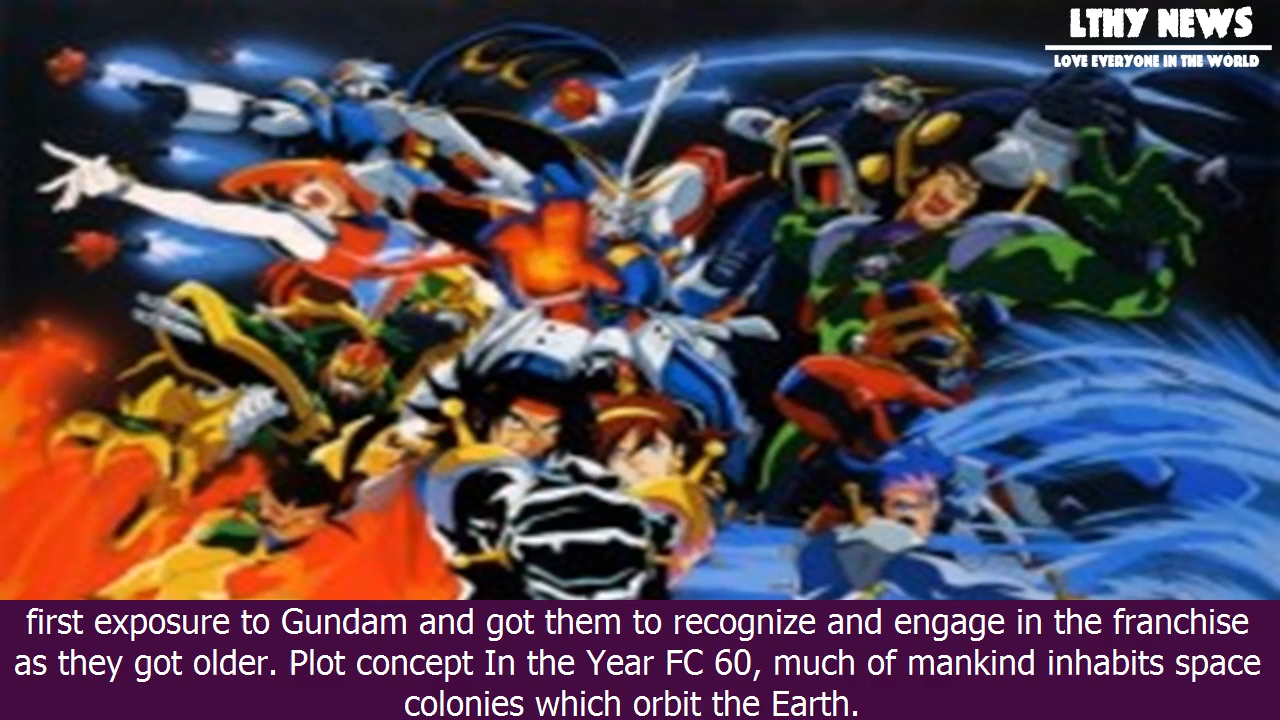 LTHY NEWS
LOVE EVERYONE IN THE WORLD
first exposure to Gundam and got them to recognize and engage in the franchise
as they got older. Plot concept In the Year FC 60, much of mankind inhabits space
colonies which orbit the Earth.